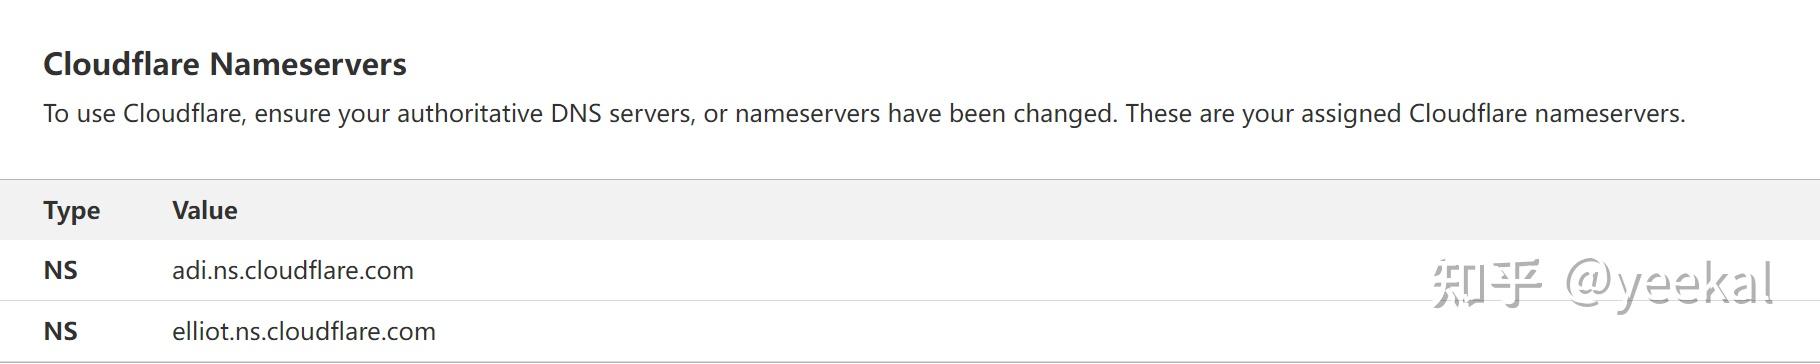 Cloudflare Nameservers
To use Cloudflare, ensure your authoritative DNS servers, or nameservers have been changed. These are your assigned Cloudflare nameservers.
Type Value
NS adi.ns.cloudflare.com
知乎 @yeekal
NS elliot.ns.cloudflare.com